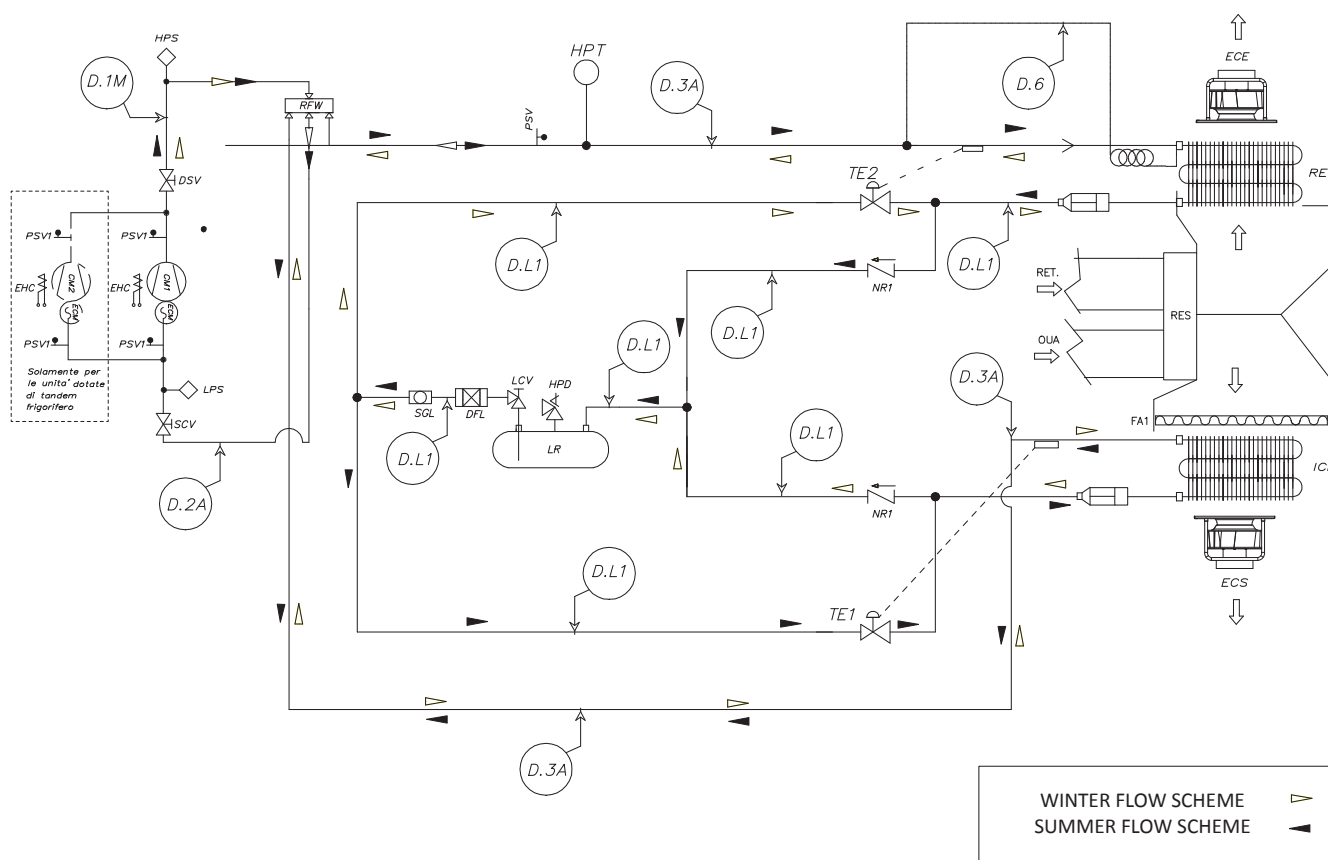 HPS
D.1M
RFW
HPT
PSV
D.3A
D.6
ECE
DSV
TE2
PSV1
PSV1
EHC
CM2
EHC
CM1
ECM
ECM
PSV1
PSV1
Solamente per
le unita' dotate
di tandem
frigorifero
LPS
SCV
D.2A
D.L1
D.L1
NR1
D.L1
RET.
RES
OUA
D.L1
LCV
HPD
SGL
DFL
D.L1
LR
D.3A
FA1
D.L1
NR1
ECS
D.L1
TE1
D.3A
WINTER FLOW SCHEME
SUMMER FLOW SCHEME